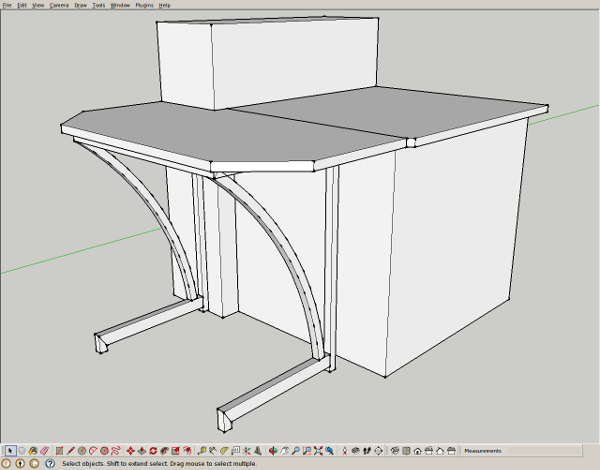 File Edit View Camera Draw Tools Window Plugins Help
Measurements
Select objects. Shift to extend select. Drag mouse to select multiple.